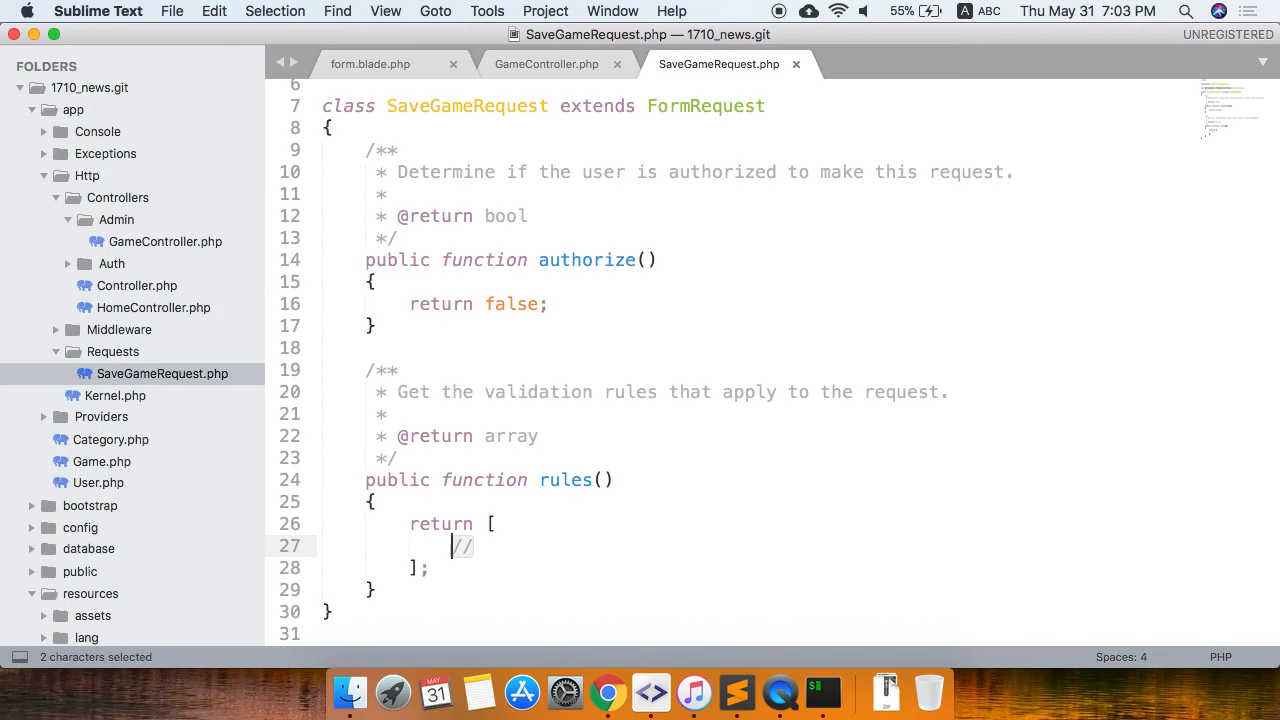 Sublime Text File Edit Selection Find View Goto Tools Project Window Help 55% A ABC Thu May 31 7:03 PM
SaveGameRequest.php — 1710_news.git UNREGISTERED
FOLDERS
1710_news.git
app
Console
Exceptions
Http
Controllers
Admin
GameController.php
Auth
Controller.php
HomeController.php
Middleware
Requests
SaveGameRequest.php
Kernel.php
Providers
Category.php
Game.php
User.php
bootstrap
config
database
public
resources
assets
lang
form.blade.php GameController.php SaveGameRequest.php
6
7 class SaveGameRequest extends FormRequest
8 {
9 /**
10 * Determine if the user is authorized to make this request.
11 *
12 * @return bool
13 */
14 public function authorize()
15 {
16 return false;
17 }
18
19 /**
20 * Get the validation rules that apply to the request.
21 *
22 * @return array
23 */
24 public function rules()
25 {
26 return [
27 //
28 ];
29 }
30 }
31
2 characters selected Spaces: 4 PHP
MAY
31
$
ZIP